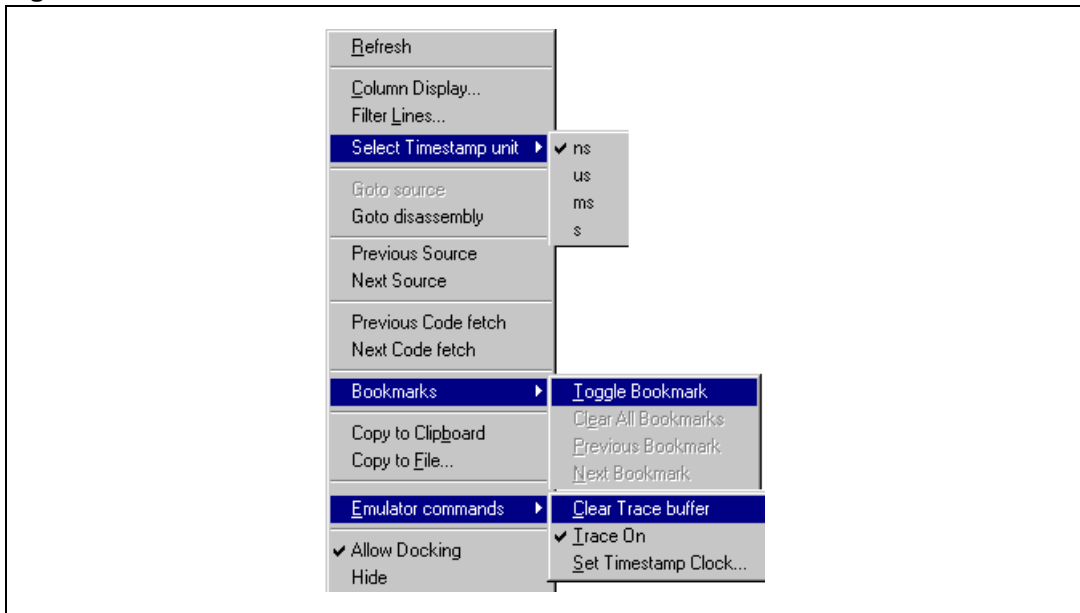 Refresh
Column Display...
Filter Lines...
Select Timestamp unit
ns
us
ms
s
Goto source
Goto disassembly
Previous Source
Next Source
Previous Code fetch
Next Code fetch
Bookmarks
Toggle Bookmark
Clear All Bookmarks
Previous Bookmark
Next Bookmark
Copy to Clipboard
Copy to File...
Emulator commands
Clear Trace buffer
Trace On
Set Timestamp Clock...
Allow Docking
Hide